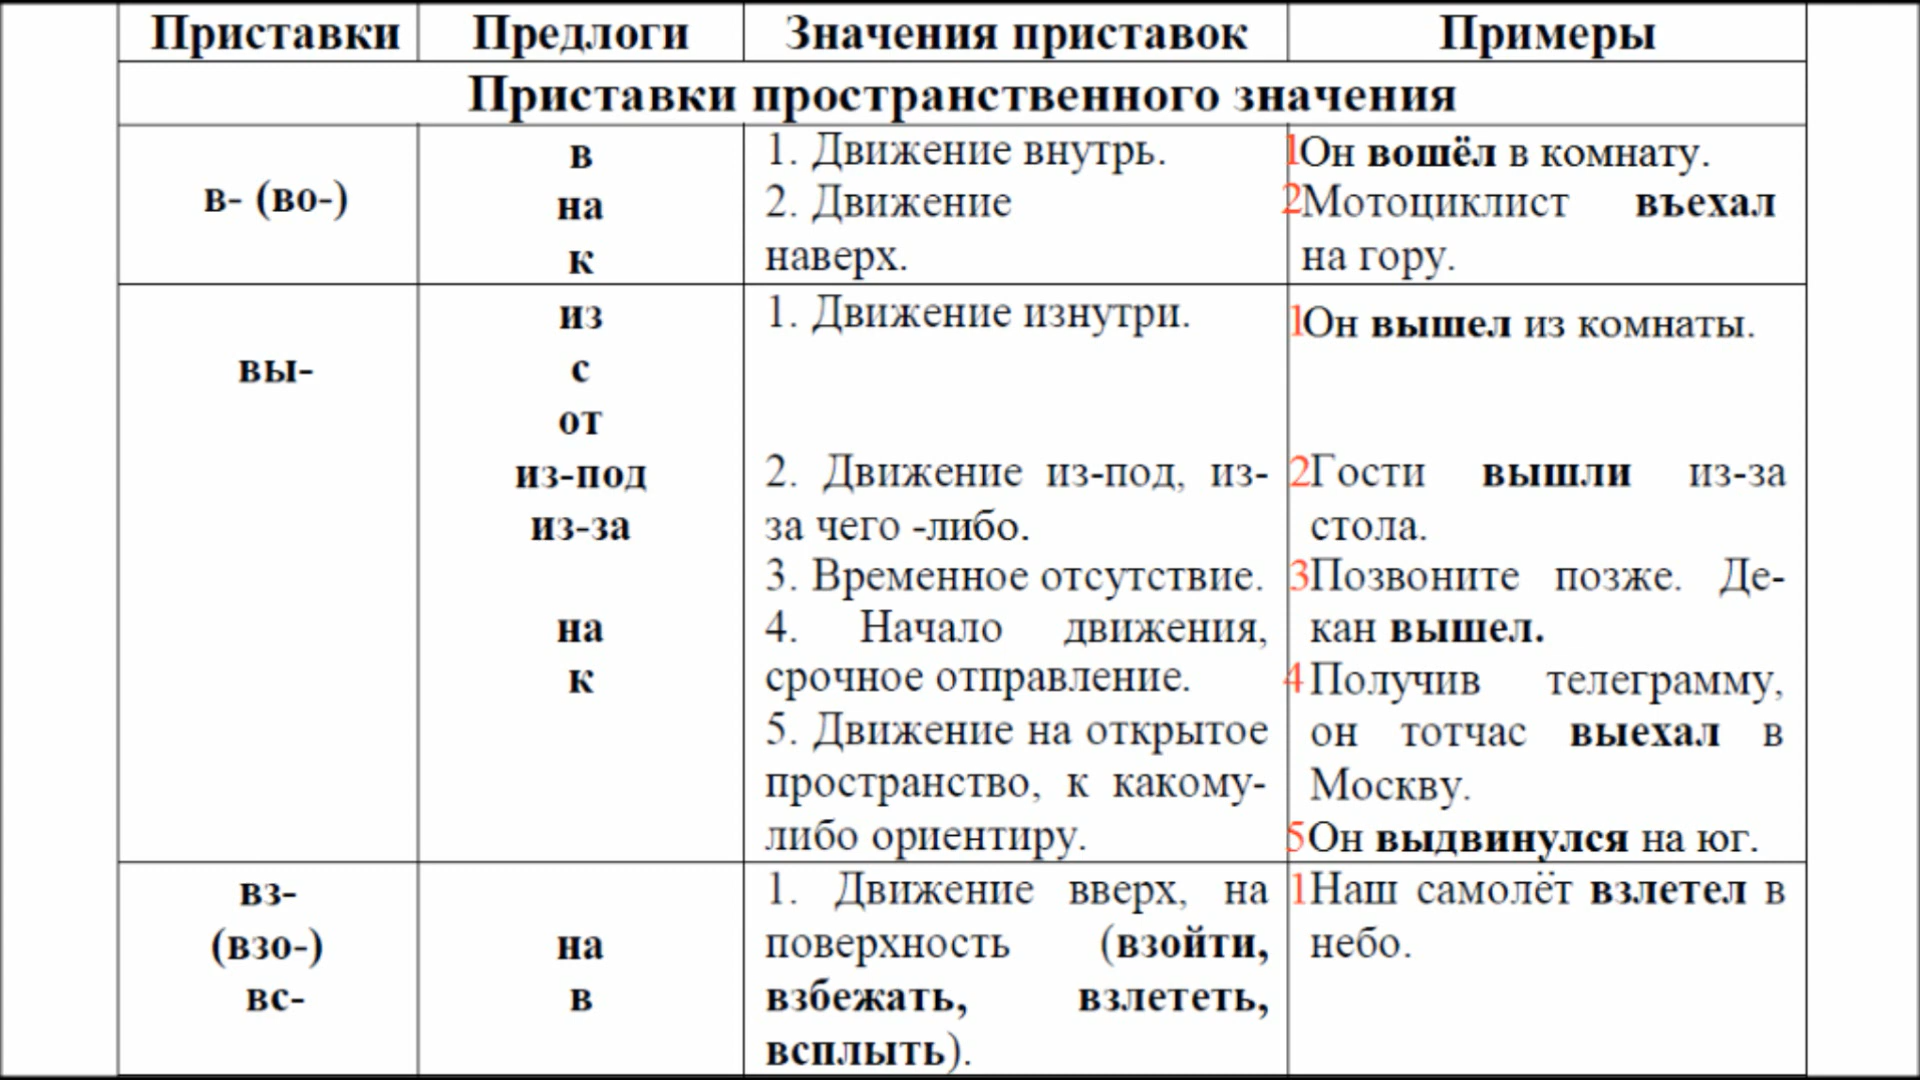 Приставки Предлоги Значения приставок Примеры
Приставки пространственного значения
в- (во-)
в
на
к
1. Движение внутрь.
2. Движение
наверх.
1Он вошёл в комнату.
2Мотоциклист въехал
на гору.
вы-
из
с
от
из-под
из-за
на
к
1. Движение изнутри.
2. Движение из-под, из-
за чего -либо.
3. Временное отсутствие.
4. Начало движения,
срочное отправление.
5. Движение на открытое
пространство, к какому-
либо ориентиру.
1Он вышел из комнаты.
2Гости вышли из-за
стола.
3Позвоните позже. Де-
кан вышел.
4Получив телеграмму,
он тотчас выехал в
Москву.
5Он выдвинулся на юг.
вз-
(взо-)
вс-
на
в
1. Движение вверх, на
поверхность (взойти,
взбежать, взлететь,
всплыть).
1Наш самолёт взлетел в
небо.